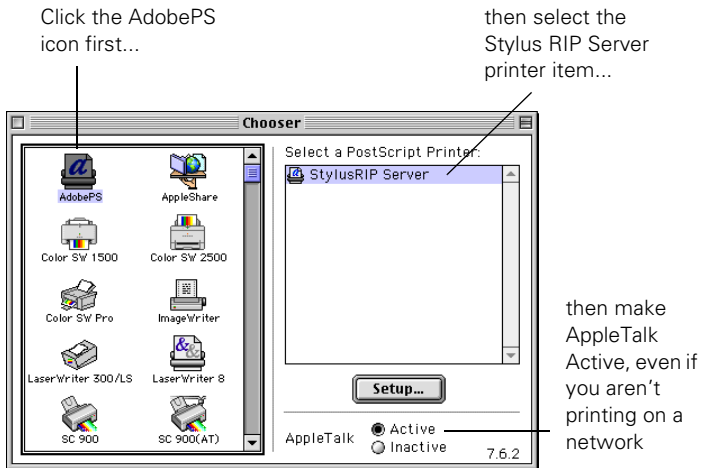 Click the AdobePS
icon first...
then select the
Stylus RIP Server
printer item...
Chooser
AdobePS
AppleShare
Color SW 1500
Color SW 2500
Color SW Pro
ImageWriter
LaserWriter 300/LS
LaserWriter 8
SC 900
SC 900(AT)
Select a PostScript Printer:
StylusRIP Server
Setup...
AppleTalk
Active
Inactive
7.6.2
then make
AppleTalk
Active, even if
you aren't
printing on a
network